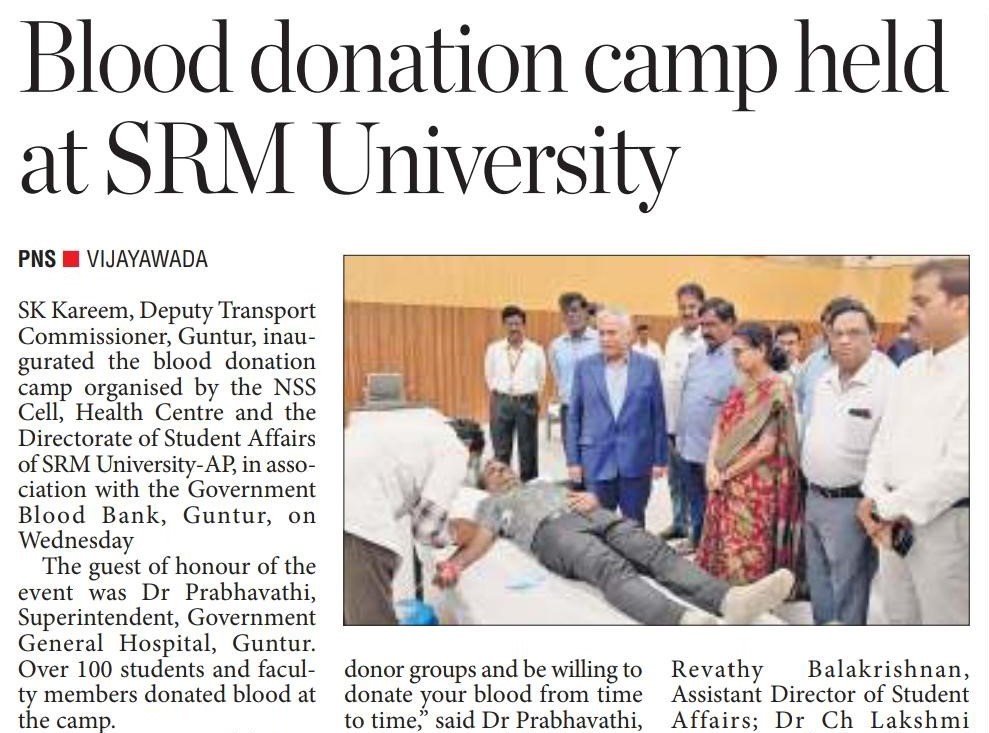 Blood donation camp held
at SRM University
PNS VIJAYAWADA
SK Kareem, Deputy Transport
Commissioner, Guntur, inau-
gurated the blood donation
camp organised by the NSS
Cell, Health Centre and the
Directorate of Student Affairs
of SRM University-AP, in asso-
ciation with the Government
Blood Bank, Guntur, on
Wednesday
The guest of honour of the
event was Dr Prabhavathi,
Superintendent, Government
General Hospital, Guntur.
Over 100 students and facul-
ty members donated blood at
the camp.
donor groups and be willing to
donate your blood from time
to time,” said Dr Prabhavathi,
Revathy Balakrishnan,
Assistant Director of Student
Affairs; Dr Ch Lakshmi